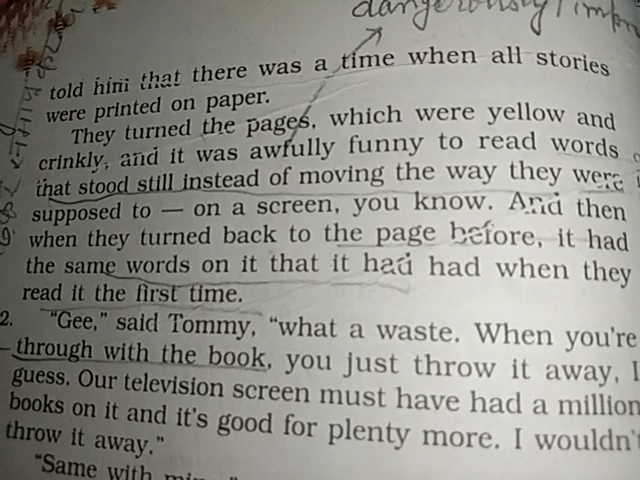 dangerously
told him that there was a time when all stories
were printed on paper.
They turned the pages, which were yellow and
crinkly, and it was awfully funny to read words
that stood still instead of moving the way they were
supposed to — on a screen, you know. And then
when they turned back to the page before, it had
the same words on it that it had had when they
read it the first time.
2. "Gee," said Tommy, "what a waste. When you're
through with the book, you just throw it away, I
guess. Our television screen must have had a million
books on it and it's good for plenty more. I wouldn't
throw it away."
"Same with